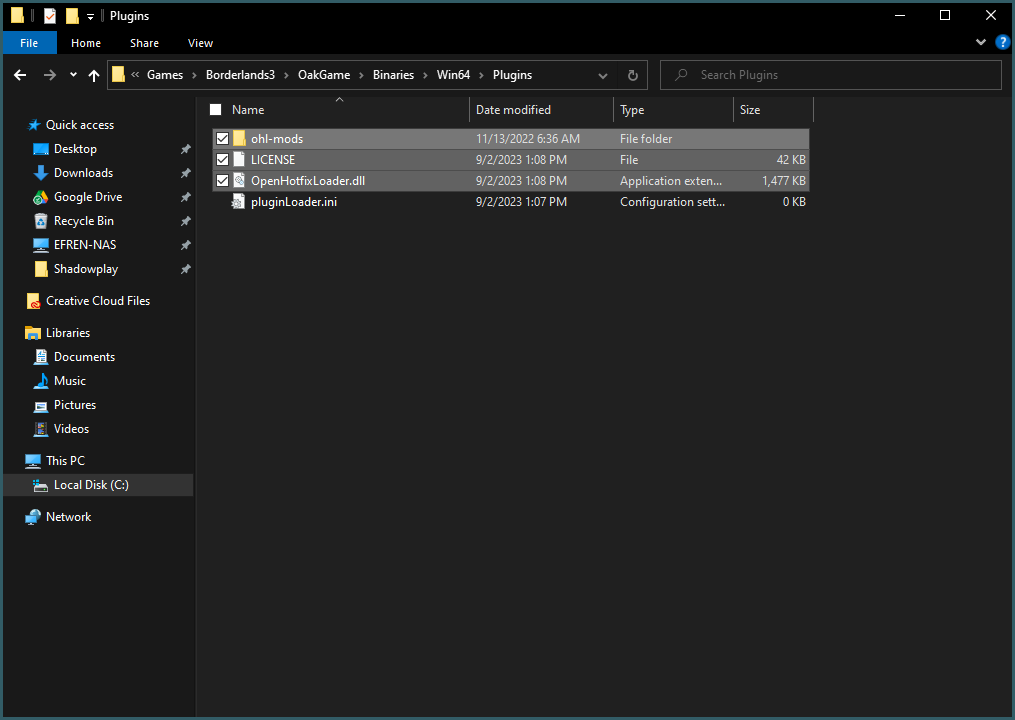 Plugins
File Home Share View
Games Borderlands3 OakGame Binaries Win64 Plugins Search Plugins
Name Date modified Type Size
Quick access
Desktop
Downloads
Google Drive
Recycle Bin
EFREN-NAS
Shadowplay
Creative Cloud Files
Libraries
Documents
Music
Pictures
Videos
This PC
Local Disk (C:)
Network
ohl-mods 11/13/2022 6:36 AM File folder
LICENSE 9/2/2023 1:08 PM File 42 KB
OpenHotfixLoader.dll 9/2/2023 1:08 PM Application exten... 1,477 KB
pluginLoader.ini 9/2/2023 1:07 PM Configuration sett... 0 KB